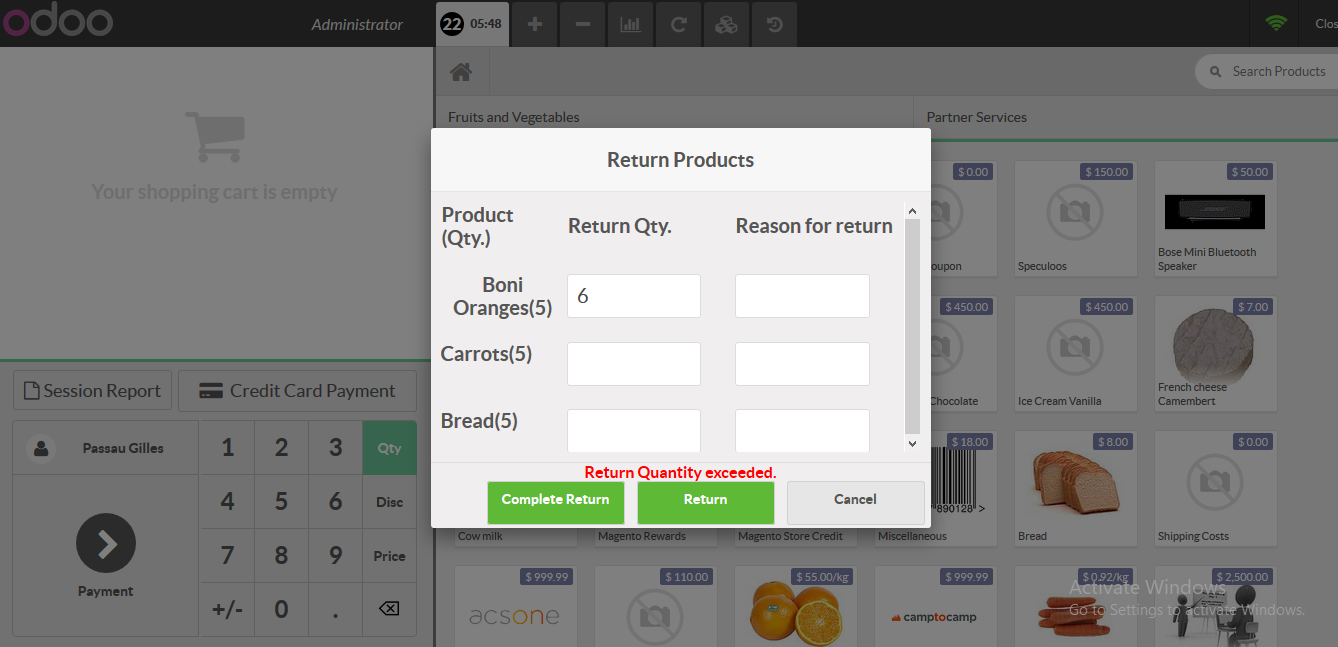 odoo
Administrator
22 05:48
Clos
Search Products
Fruits and Vegetables
Partner Services
Your shopping cart is empty
Return Products
Product
(Qty.)
Return Qty.
Reason for return
Boni
Oranges(5)
6
Carrots(5)
Bread(5)
Return Quantity exceeded.
Complete Return
Return
Cancel
$ 0.00
$ 150.00
$ 50.00
oupon
Speculoos
Bose Mini Bluetooth
Speaker
$ 450.00
$ 450.00
$ 7.00
Chocolate
Ice Cream Vanilla
French cheese
Camembert
$ 18.00
$ 8.00
$ 0.00
890128 >
Cow milk
Magento Rewards
Magento Store Credit
Miscellaneous
Bread
Shipping Costs
$ 999.99
$ 110.00
$ 55.00/kg
$ 999.99
$ 0.92/kg
$ 2,500.00
acsone
camptocamp
Session Report
Credit Card Payment
Passau Gilles
1 2 3 Qty
4 5 6 Disc
7 8 9 Price
+/- 0 .
Payment
Activate Windows
Go to Settings to activate Windows.